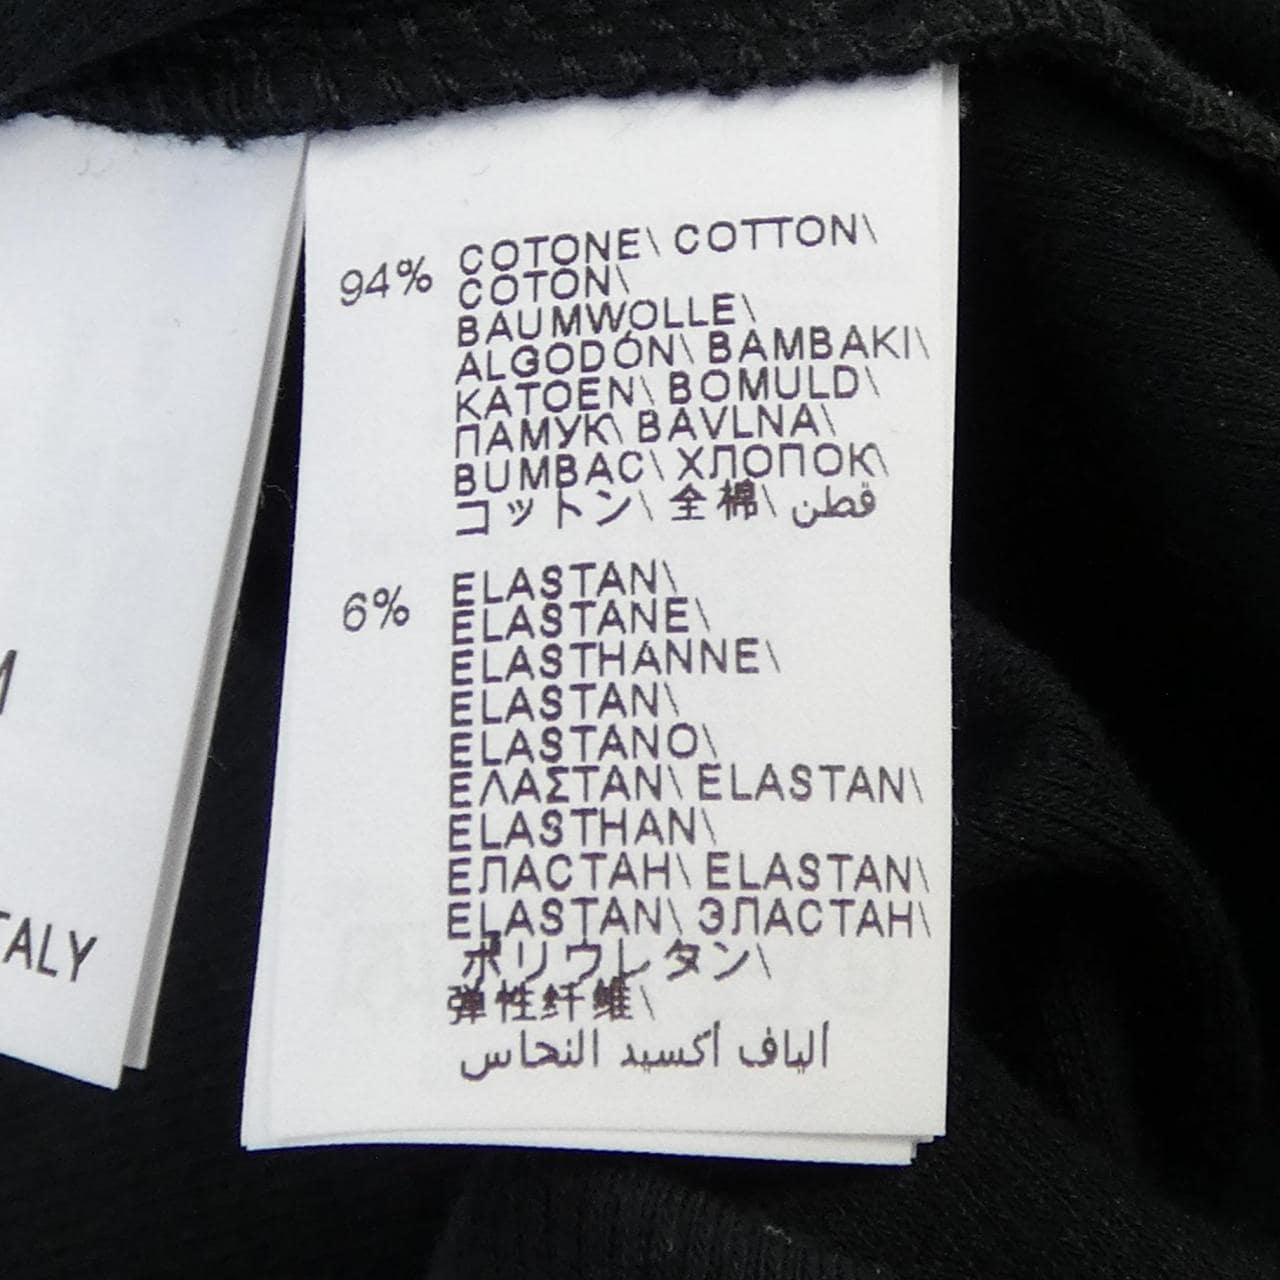 94% COTONE\ COTTON\
COTON\
BAUMWOLLE\
ALGODÓN\ BAMBAKI\
KATOEN\ BOMULD\
ПАМУК\ BAVLNA\
BUMBAC\ ХЛОПОК\
コットン\ 全棉\ قطن
6% ELASTAN\
ELASTANE\
ELASTHANNE\
ELASTAN\
ELASTANO\
ΕΛΑΣΤΑΝ\ ELASTAN\
ELASTHAN\
ЕЛАСТАН\ ELASTAN\
ELASTAN\ ЭЛАСТАН\
ポリウレタン\
弹性纤维\
ألياف أكسيد النحاس
TALY